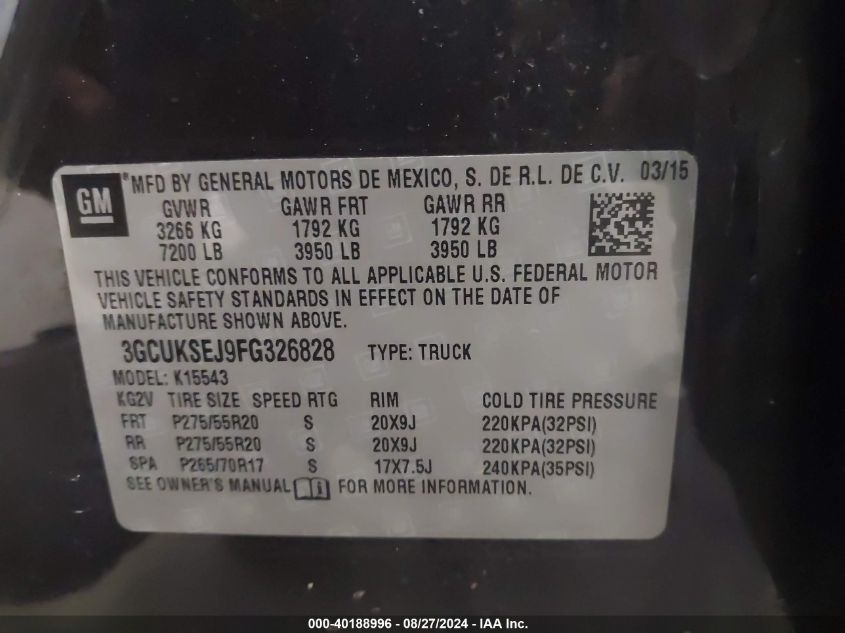 GM
*MFD BY GENERAL MOTORS DE MEXICO, S. DE R.L. DE C.V. 03/15
GVWR GAWR FRT GAWR RR
3266 KG 1792 KG 1792 KG
7200 LB 3950 LB 3950 LB
THIS VEHICLE CONFORMS TO ALL APPLICABLE U.S. FEDERAL MOTOR
VEHICLE SAFETY STANDARDS IN EFFECT ON THE DATE OF
MANUFACTURE SHOWN ABOVE.
3GCUKSEJ9FG326828 TYPE: TRUCK
MODEL: K15543
KG2V TIRE SIZE SPEED RTG RIM COLD TIRE PRESSURE
FRT P275/55R20 S 20X9J 220KPA(32PSI)
RR P275/55R20 S 20X9J 220KPA(32PSI)
SPA P265/70R17 S 17X7.5J 240KPA(35PSI)
SEE OWNER'S MANUAL FOR MORE INFORMATION.
000-40188996 - 08/27/2024 - IAA Inc.